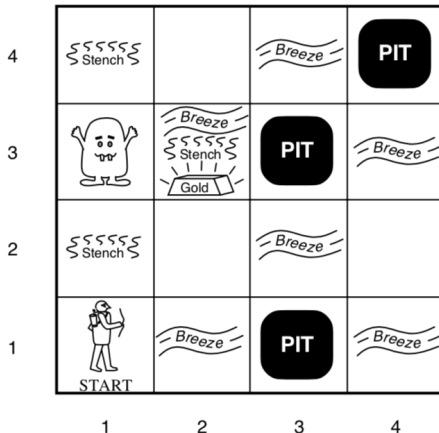 4
Stench
Breeze
PIT
3
Breeze
Stench
Gold
PIT
Breeze
2
Stench
Breeze
1
START
Breeze
PIT
Breeze
1 2 3 4